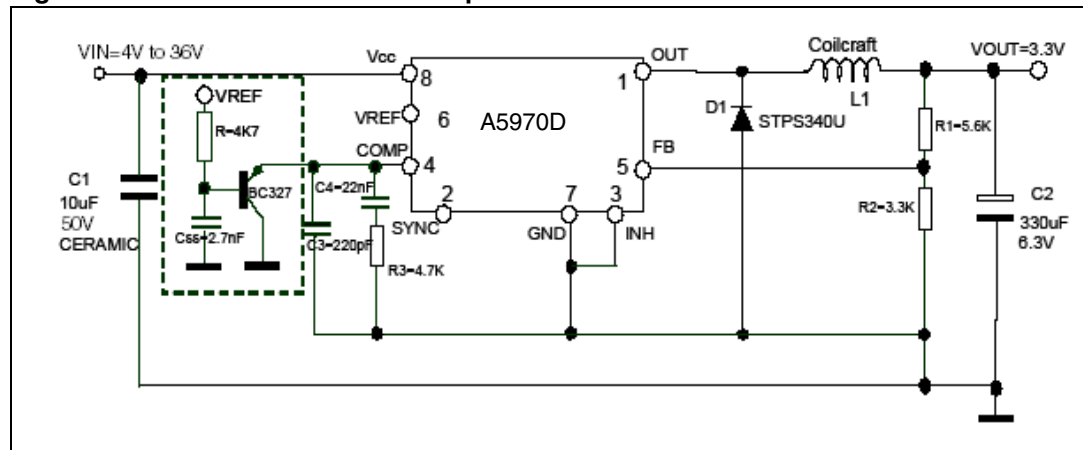 VIN=4V to 36V
VREF
R=4K7
BC327
Css=2.7nF
C1
10uF
50V
CERAMIC
Vcc
8
VREF
6
A5970D
COMP
4
C4=22nF
SYNC
2
C3=220pF
R3=4.7K
7
GND
3
INH
OUT
1
FB
5
D1
STPS340U
Coilcraft
L1
VOUT=3.3V
R1=5.6K
R2=3.3K
C2
330uF
6.3V